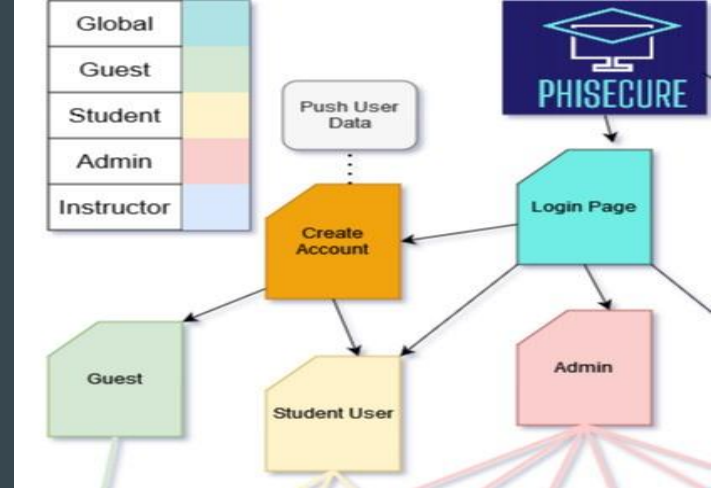 Global
Guest
Student
Admin
Instructor
PHISECURE
Push User
Data
Login Page
Create
Account
Guest
Student User
Admin